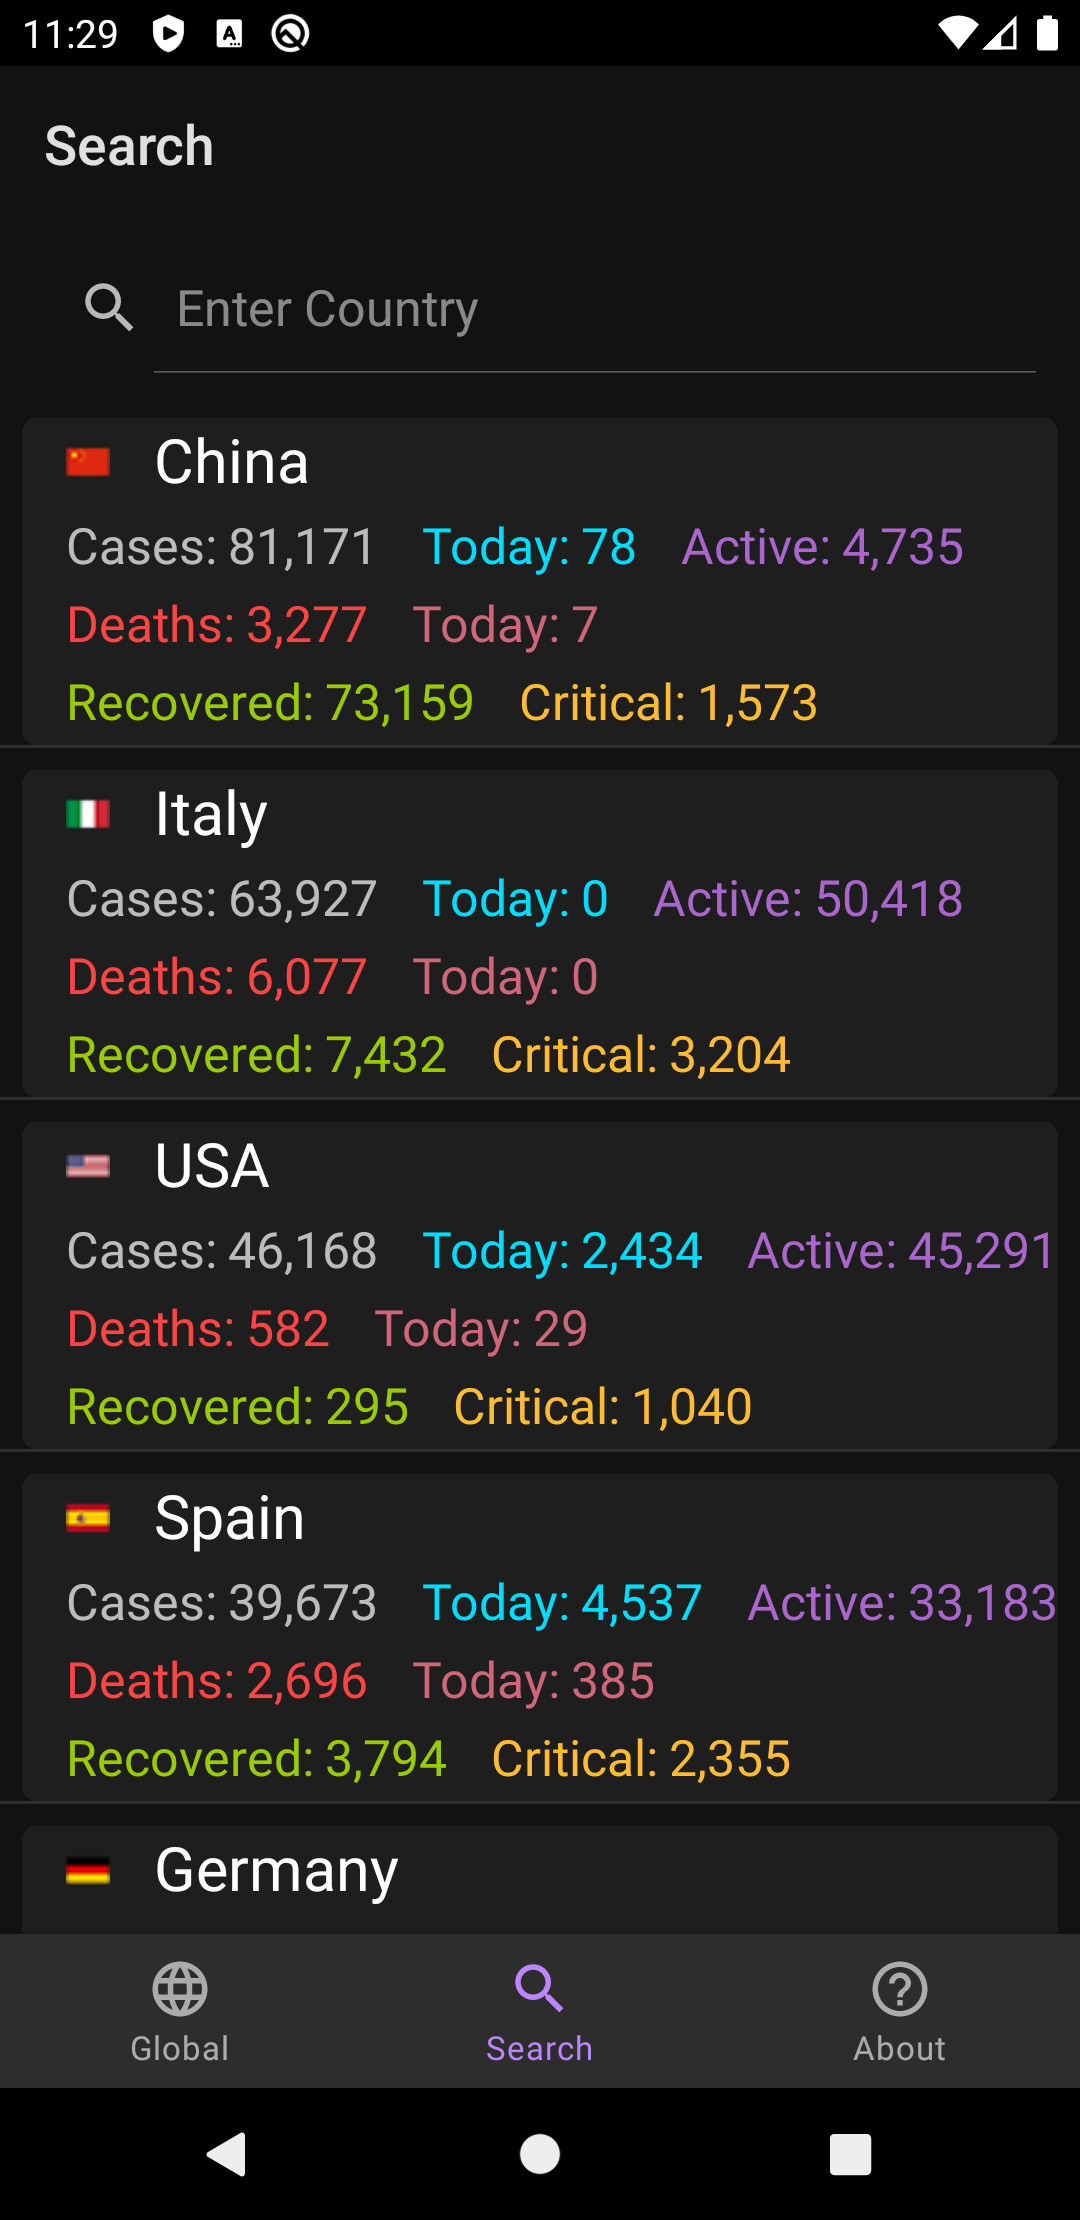 11:29
Search
Enter Country
China
Cases: 81,171 Today: 78 Active: 4,735
Deaths: 3,277 Today: 7
Recovered: 73,159 Critical: 1,573
Italy
Cases: 63,927 Today: 0 Active: 50,418
Deaths: 6,077 Today: 0
Recovered: 7,432 Critical: 3,204
USA
Cases: 46,168 Today: 2,434 Active: 45,291
Deaths: 582 Today: 29
Recovered: 295 Critical: 1,040
Spain
Cases: 39,673 Today: 4,537 Active: 33,183
Deaths: 2,696 Today: 385
Recovered: 3,794 Critical: 2,355
Germany
Global Search About